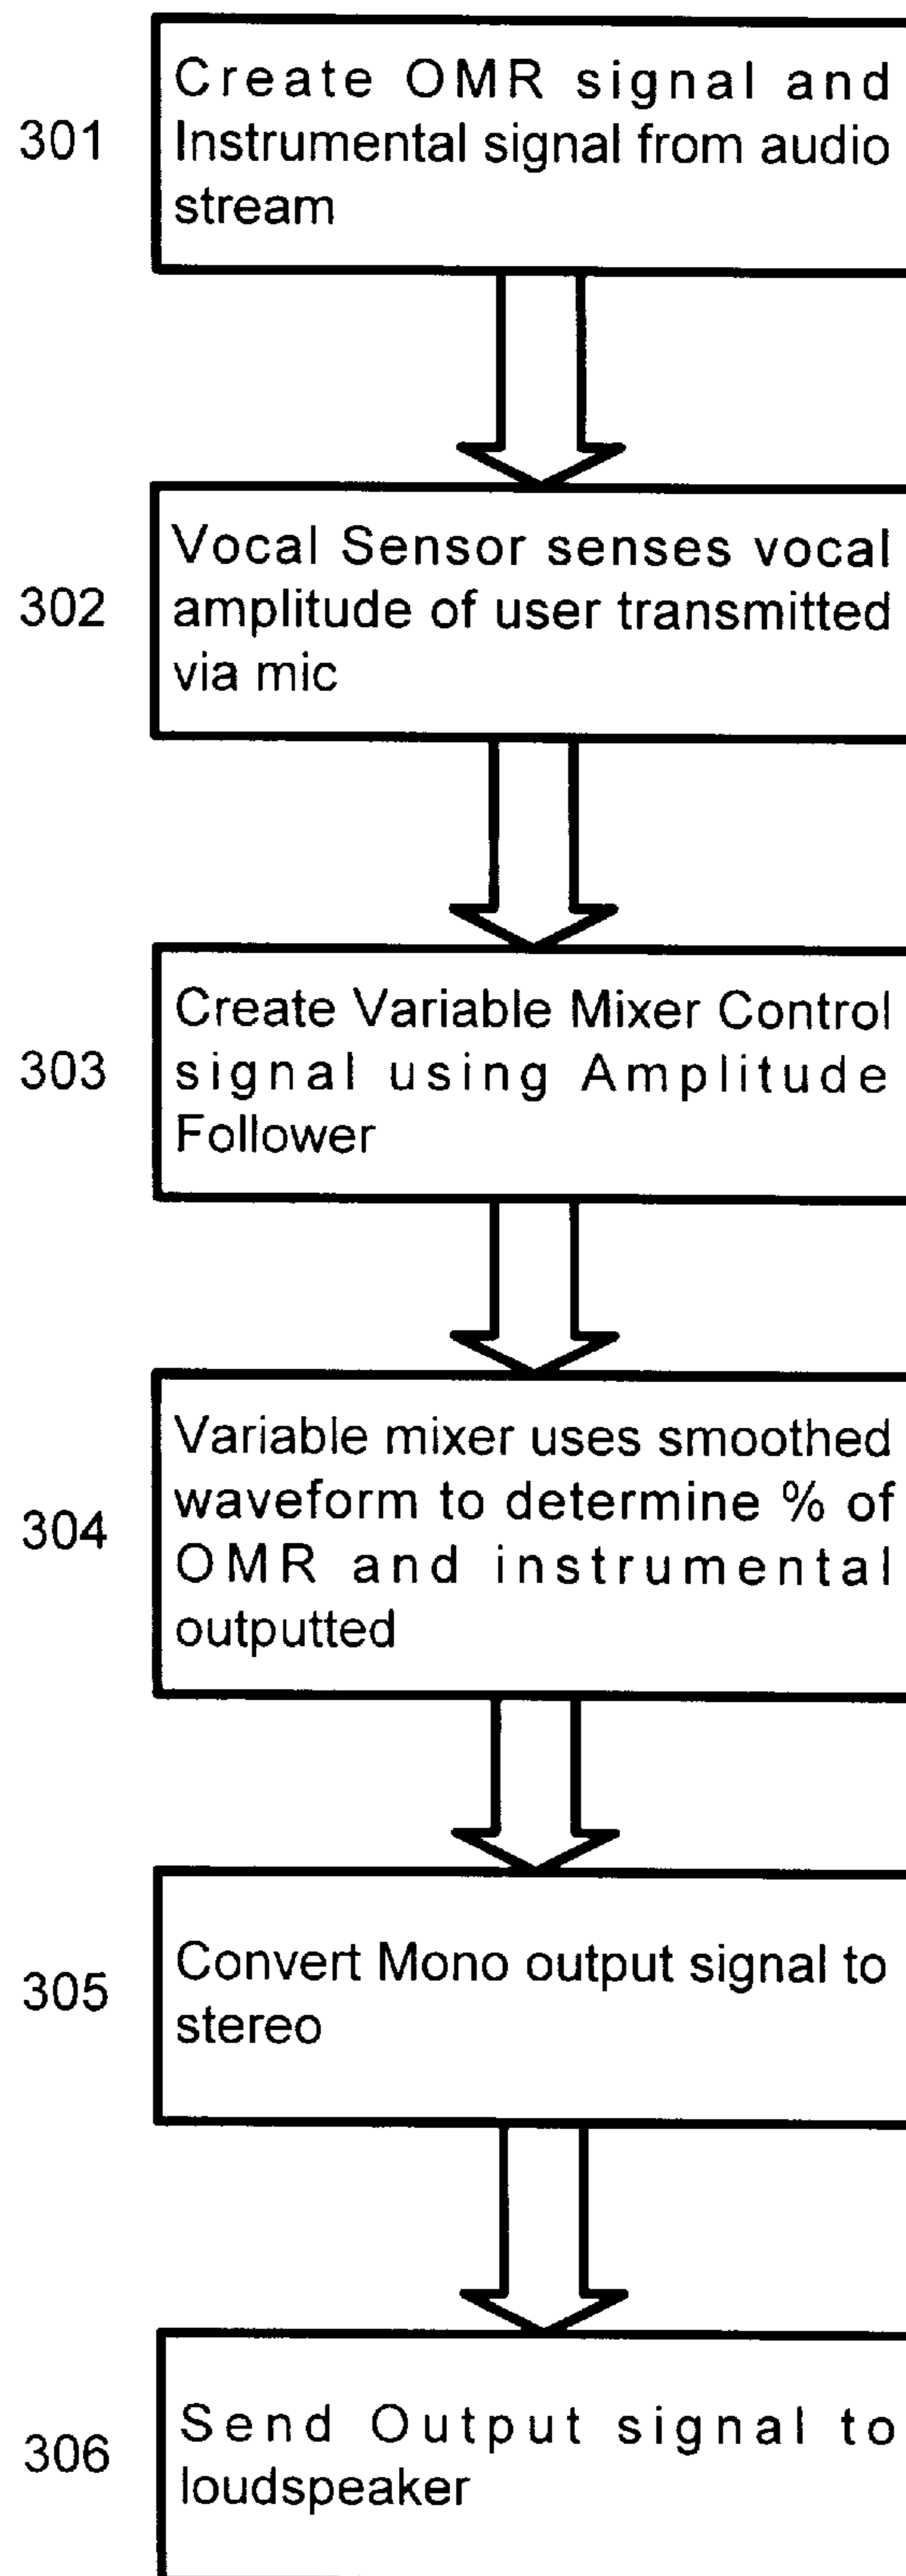 301
Create OMR signal and
Instrumental signal from audio
stream
302
Vocal Sensor senses vocal
amplitude of user transmitted
via mic
303
Create Variable Mixer Control
signal using Amplitude
Follower
304
Variable mixer uses smoothed
waveform to determine % of
OMR and instrumental
outputted
305
Convert Mono output signal to
stereo
306
Send Output signal to
loudspeaker